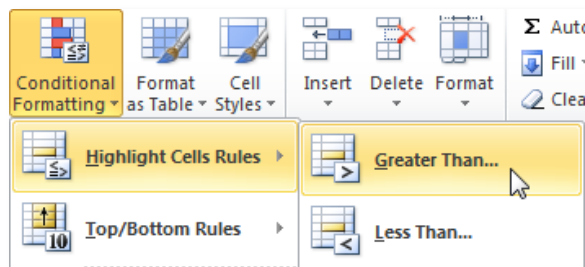 Conditional Formatting
Format as Table
Cell Styles
Insert
Delete
Format
Σ Auto
Fill
Clea
Highlight Cells Rules
Greater Than...
Top/Bottom Rules
10
Less Than...